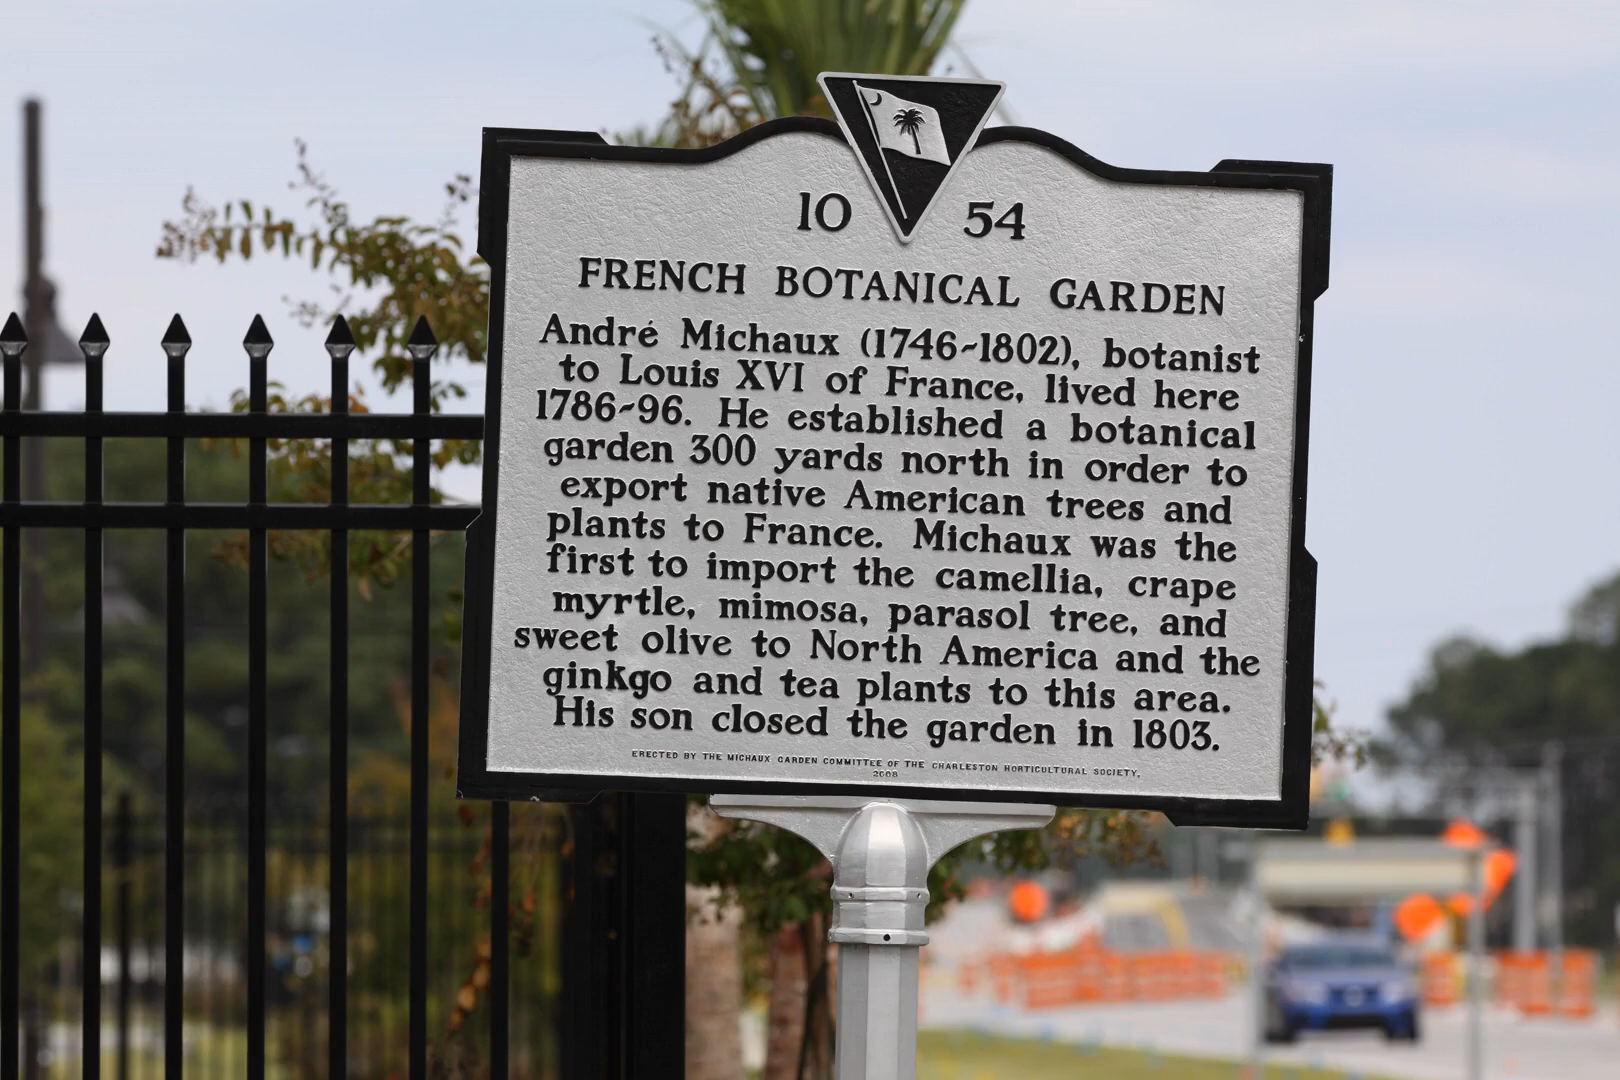 10 54
FRENCH BOTANICAL GARDEN
André Michaux (1746-1802), botanist
to Louis XVI of France, lived here
1786-96. He established a botanical
garden 300 yards north in order to
export native American trees and
plants to France. Michaux was the
first to import the camellia, crape
myrtle, mimosa, parasol tree, and
sweet olive to North America and the
ginkgo and tea plants to this area.
His son closed the garden in 1803.
ERECTED BY THE MICHAUX GARDEN COMMITTEE OF THE CHARLESTON HORTICULTURAL SOCIETY,
2008